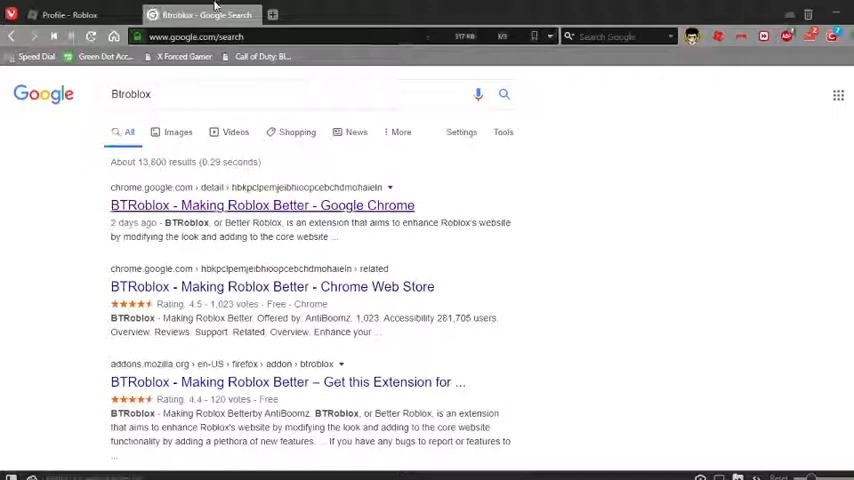 Profile - Roblox
Btroblox - Google Search
www.google.com/search
317 KB
3/3
Search Google
Speed Dial
Green Dot Acc...
X Forced Gamer
Call of Duty: Bl...
Google
Btroblox
All
Images
Videos
Shopping
News
More
Settings
Tools
About 13,600 results (0.29 seconds)
chrome.google.com › detail ›
BTRoblox - Making Roblox Better - Google Chrome
2 days ago - BTRoblox, or Better Roblox, is an extension that aims to enhance Roblox's website
by modifying the look and adding to the core website ...
chrome.google.com › › related
BTRoblox - Making Roblox Better - Chrome Web Store
Rating: 4.5 - 1,023 votes - Free - Chrome
BTRoblox - Making Roblox Better. Offered by: AntiBoomz. 1,023. Accessibility 281,705 users.
Overview. Reviews. Support Related. Overview. Enhance your ...
addons.mozilla.org › en-US › firefox › addon › btroblox
BTRoblox - Making Roblox Better – Get this Extension for ...
Rating: 4.4 - 120 votes - Free
BTRoblox - Making Roblox Betterby AntiBoomz. BTRoblox, or Better Roblox, is an extension
that aims to enhance Roblox's website by modifying the look and adding to the core website
functionality by adding a plethora of new features. ... If you have any bugs to report or features to
...
Reset